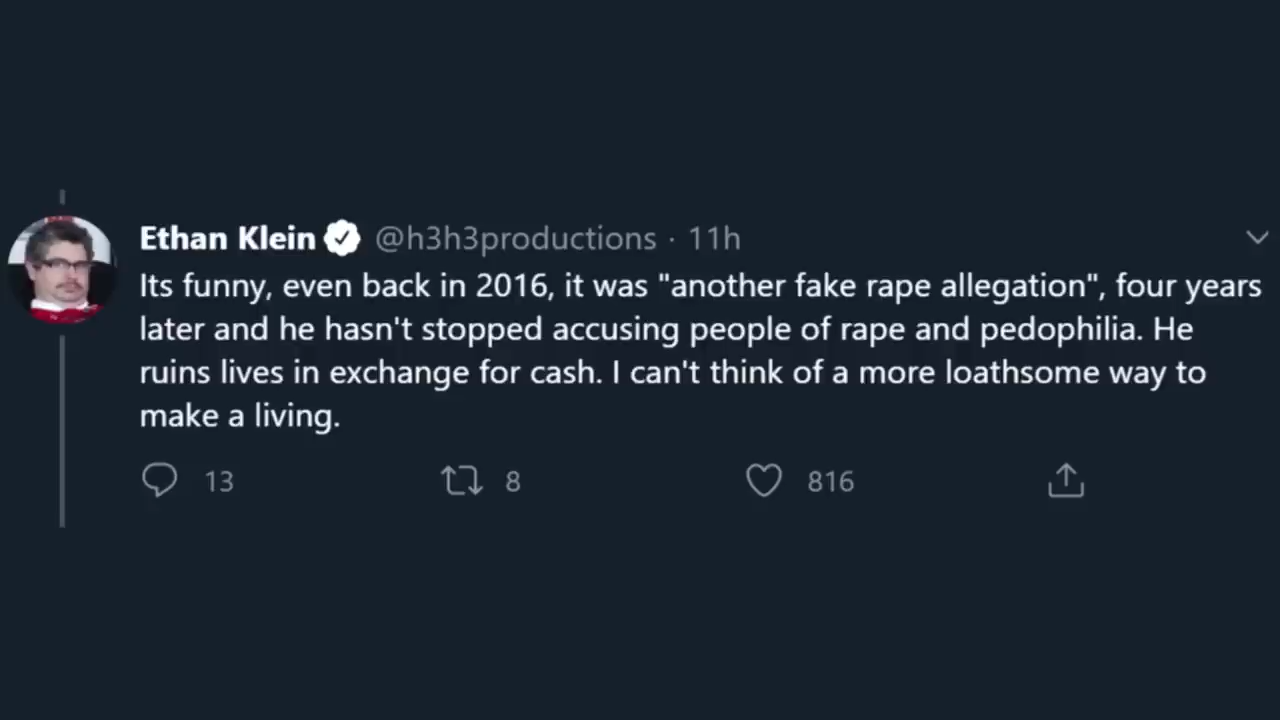 Ethan Klein @h3h3productions · 11h
Its funny, even back in 2016, it was "another fake rape allegation", four years
later and he hasn't stopped accusing people of rape and pedophilia. He
ruins lives in exchange for cash. I can't think of a more loathsome way to
make a living.
13 8 816